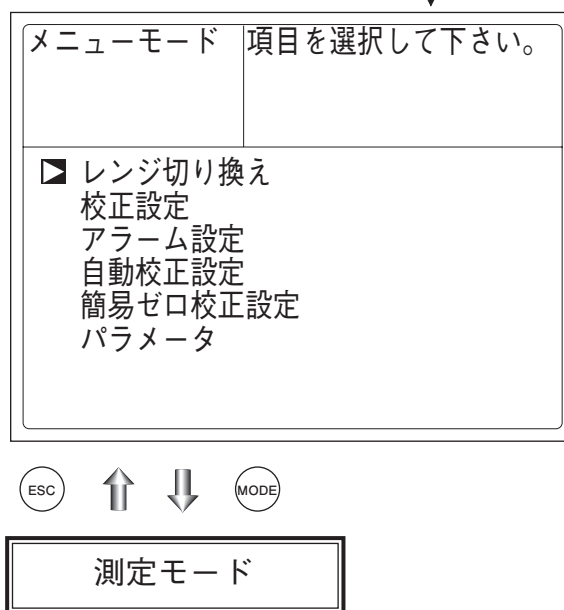 メニューモード
項目を選択して下さい。
レンジ切り換え
校正設定
アラーム設定
自動校正設定
簡易ゼロ校正設定
パラメータ
ESC
MODE
測定モード